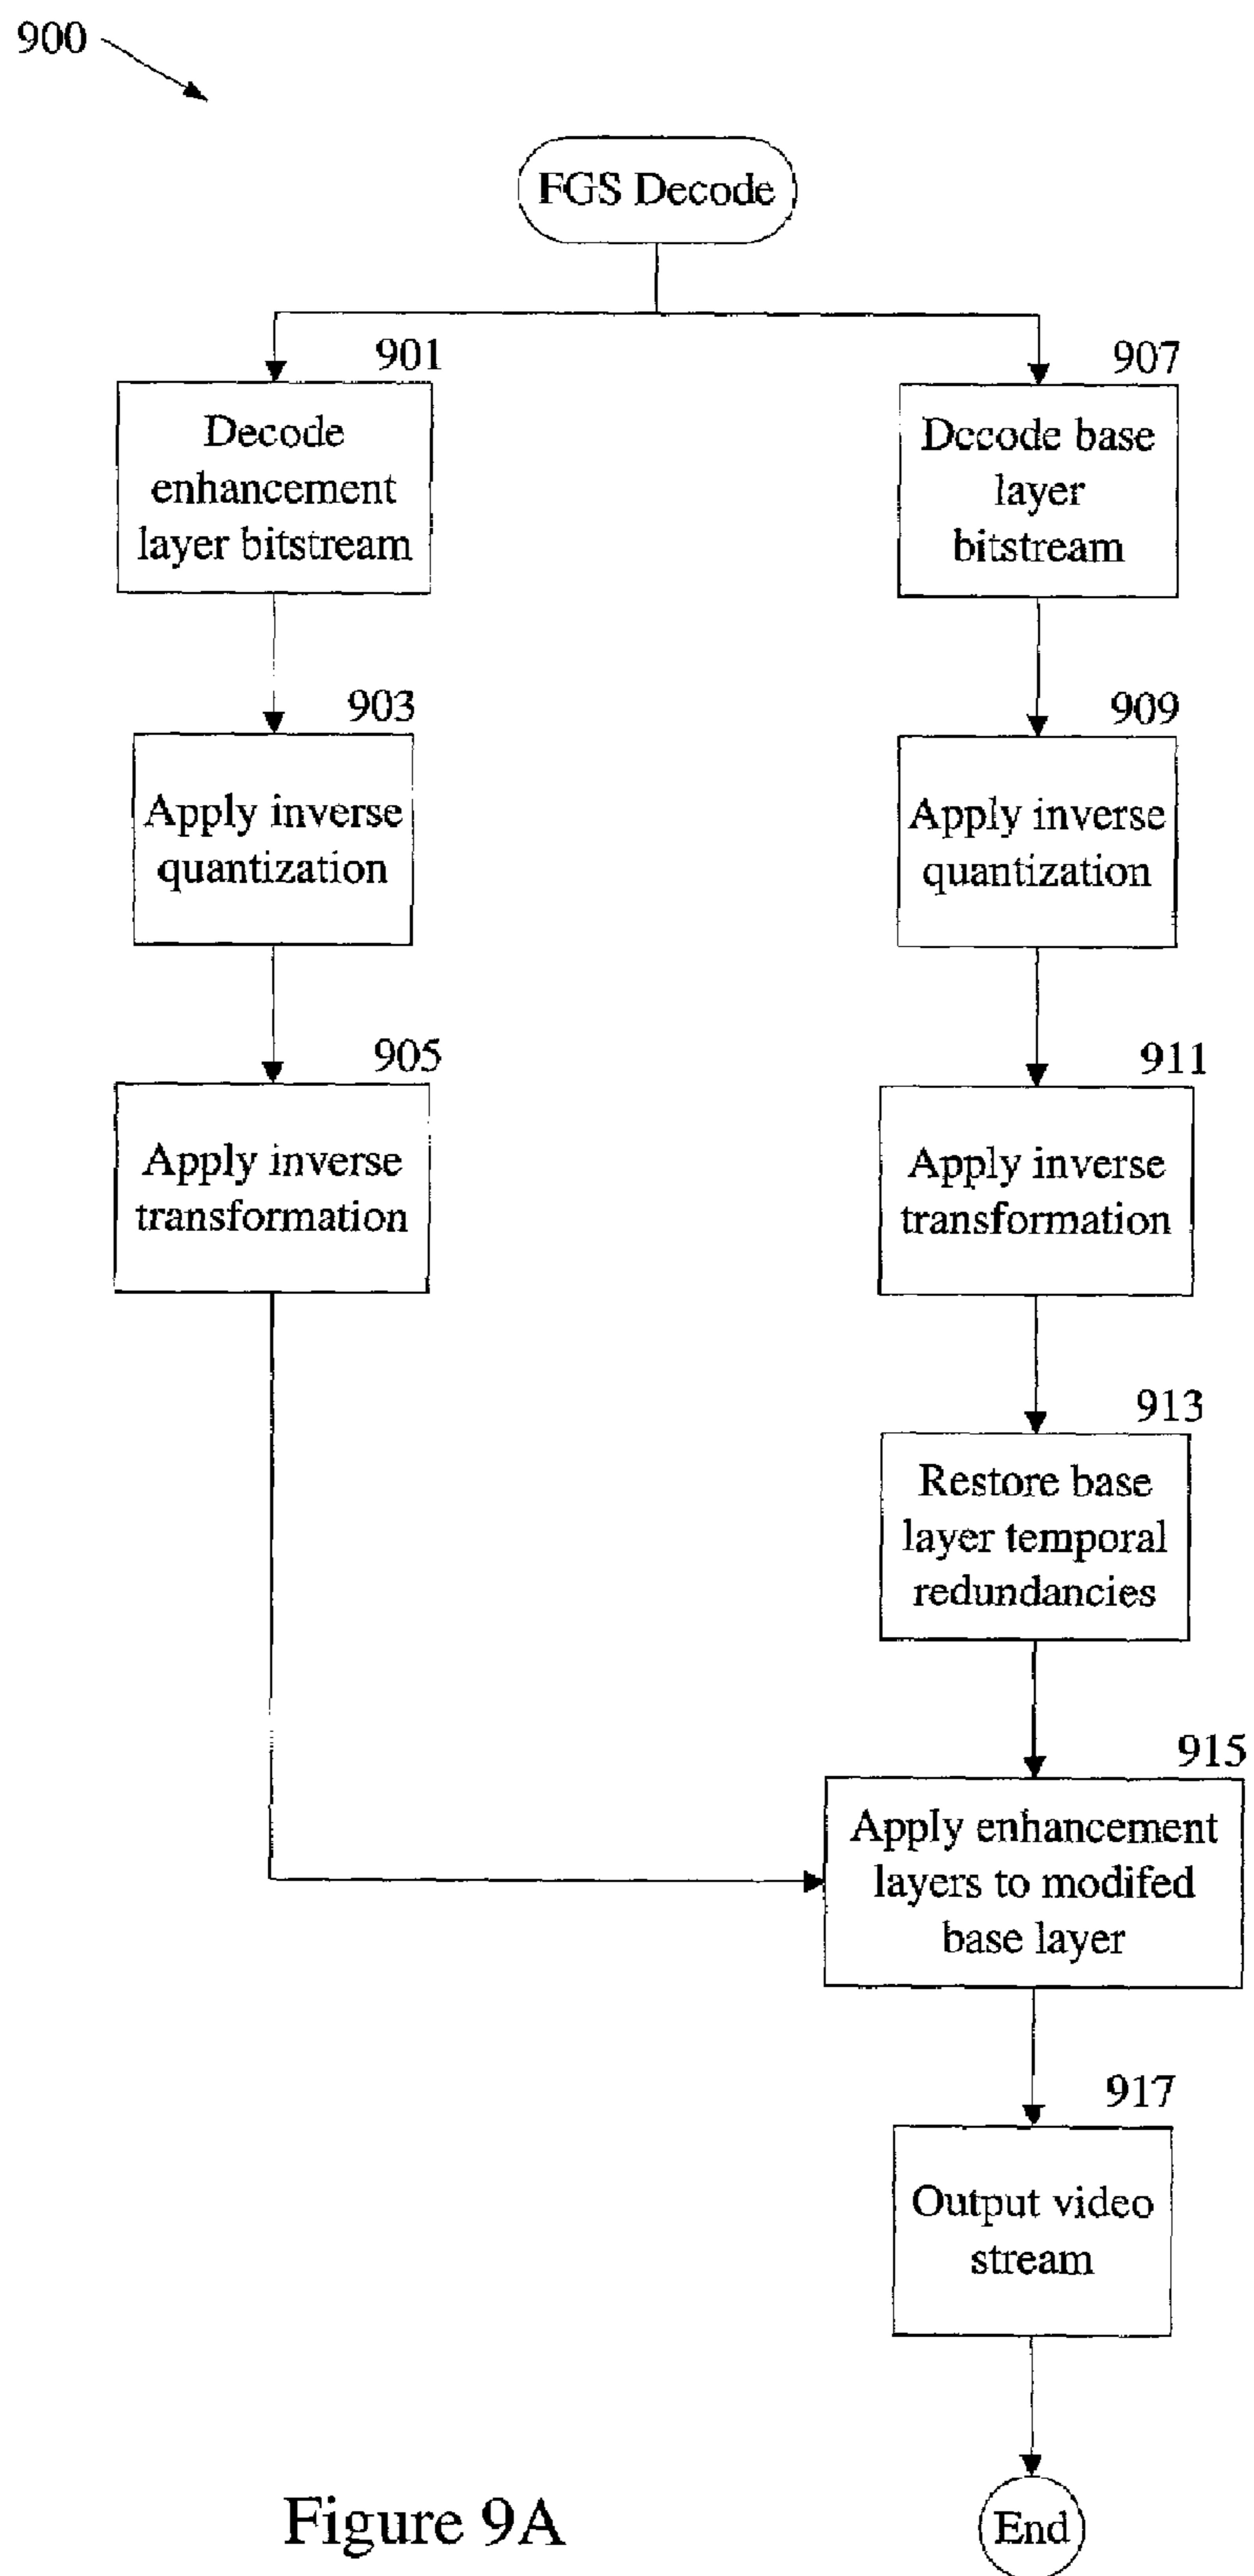 900
FGS Decode
901
Decode
enhancement
layer bitstream
907
Decode base
layer
bitstream
903
Apply inverse
quantization
909
Apply inverse
quantization
905
Apply inverse
transformation
911
Apply inverse
transformation
913
Restore base
layer temporal
redundancies
915
Apply enhancement
layers to modifed
base layer
917
Output video
stream
End
Figure 9A